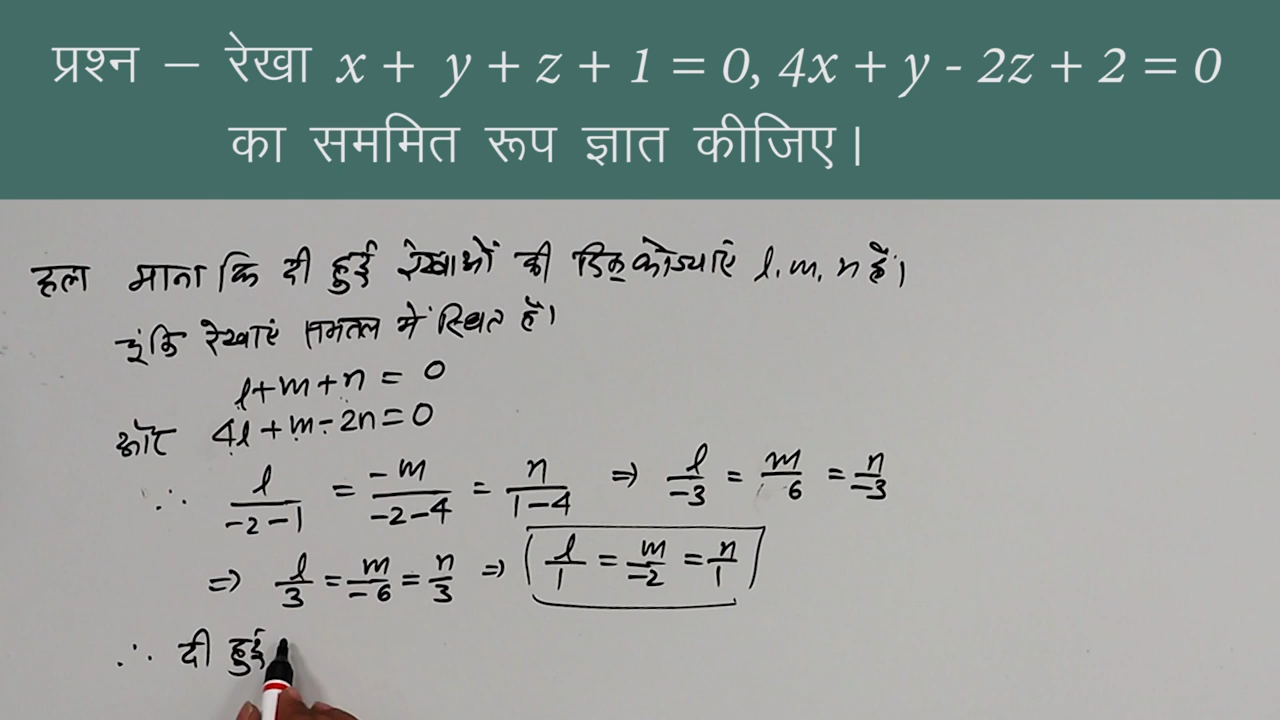 प्रश्न – रेखा x + y + z + 1 = 0, 4x + y - 2z + 2 = 0
का सममित रूप ज्ञात कीजिए।
हल माना कि दी हुई रेखाओं की दिक् कोज्याएं l, m, n हैं।
चूंकि रेखाएं समतल में स्थित हैं।
l+m+n = 0
और 4l+m-2n=0
∴ l/(-2-1) = -m/(-2-4) = n/(1-4) ⇒ l/-3 = m/6 = n/-3
⇒ l/3 = m/-6 = n/3 ⇒ l/1 = m/-2 = n/1
∴ दी हुई